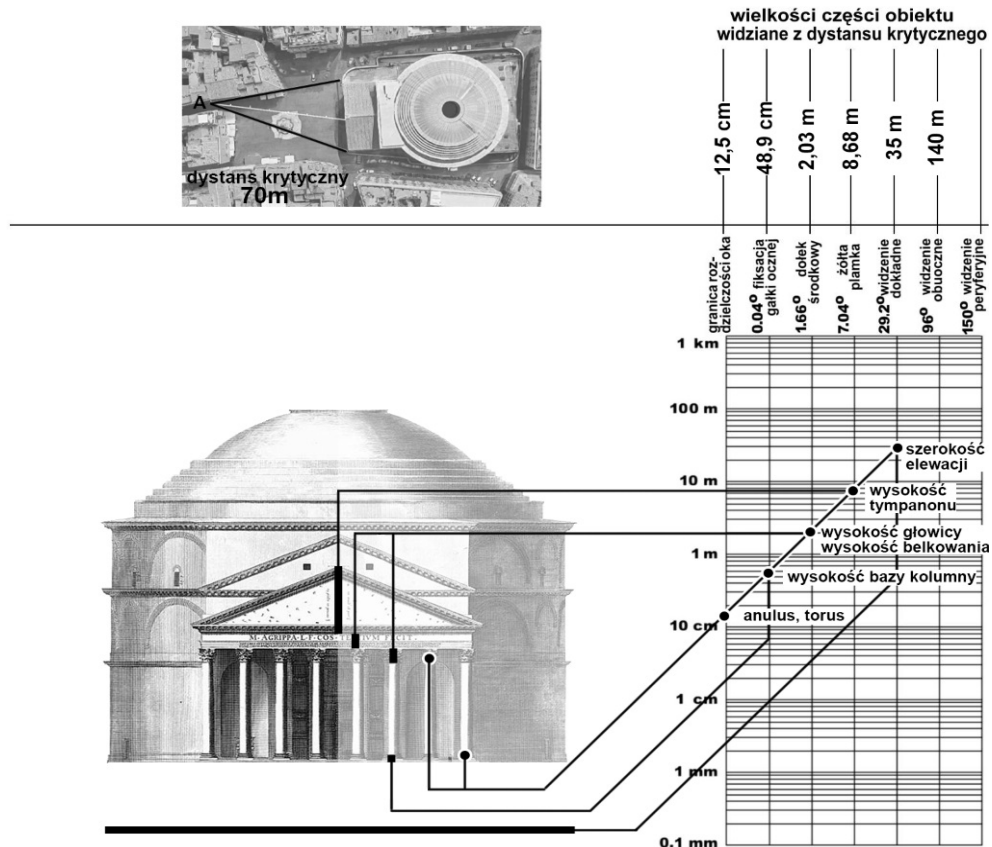 wielkości części obiektu
widziane z dystansu krytycznego
A
dystans krytyczny
70m
12,5 cm
48,9 cm
2,03 m
8,68 m
35 m
140 m
granica roz-
dzielczości oka
0.04° fiksacja
gałki ocznej
1.66° dołek
środkowy
7.04° żółta
plamka
29.2° widzenie
dokładne
96° widzenie
obuoczne
150° widzenie
peryferyjne
1 km
100 m
10 m
1 m
10 cm
1 cm
1 mm
0.1 mm
szerokość
elewacji
wysokość
tympanonu
wysokość głowicy
wysokość belkowania
wysokość bazy kolumny
anulus, torus
M·AGRIPPA·L·F·COS·TERTIVM·FECIT·